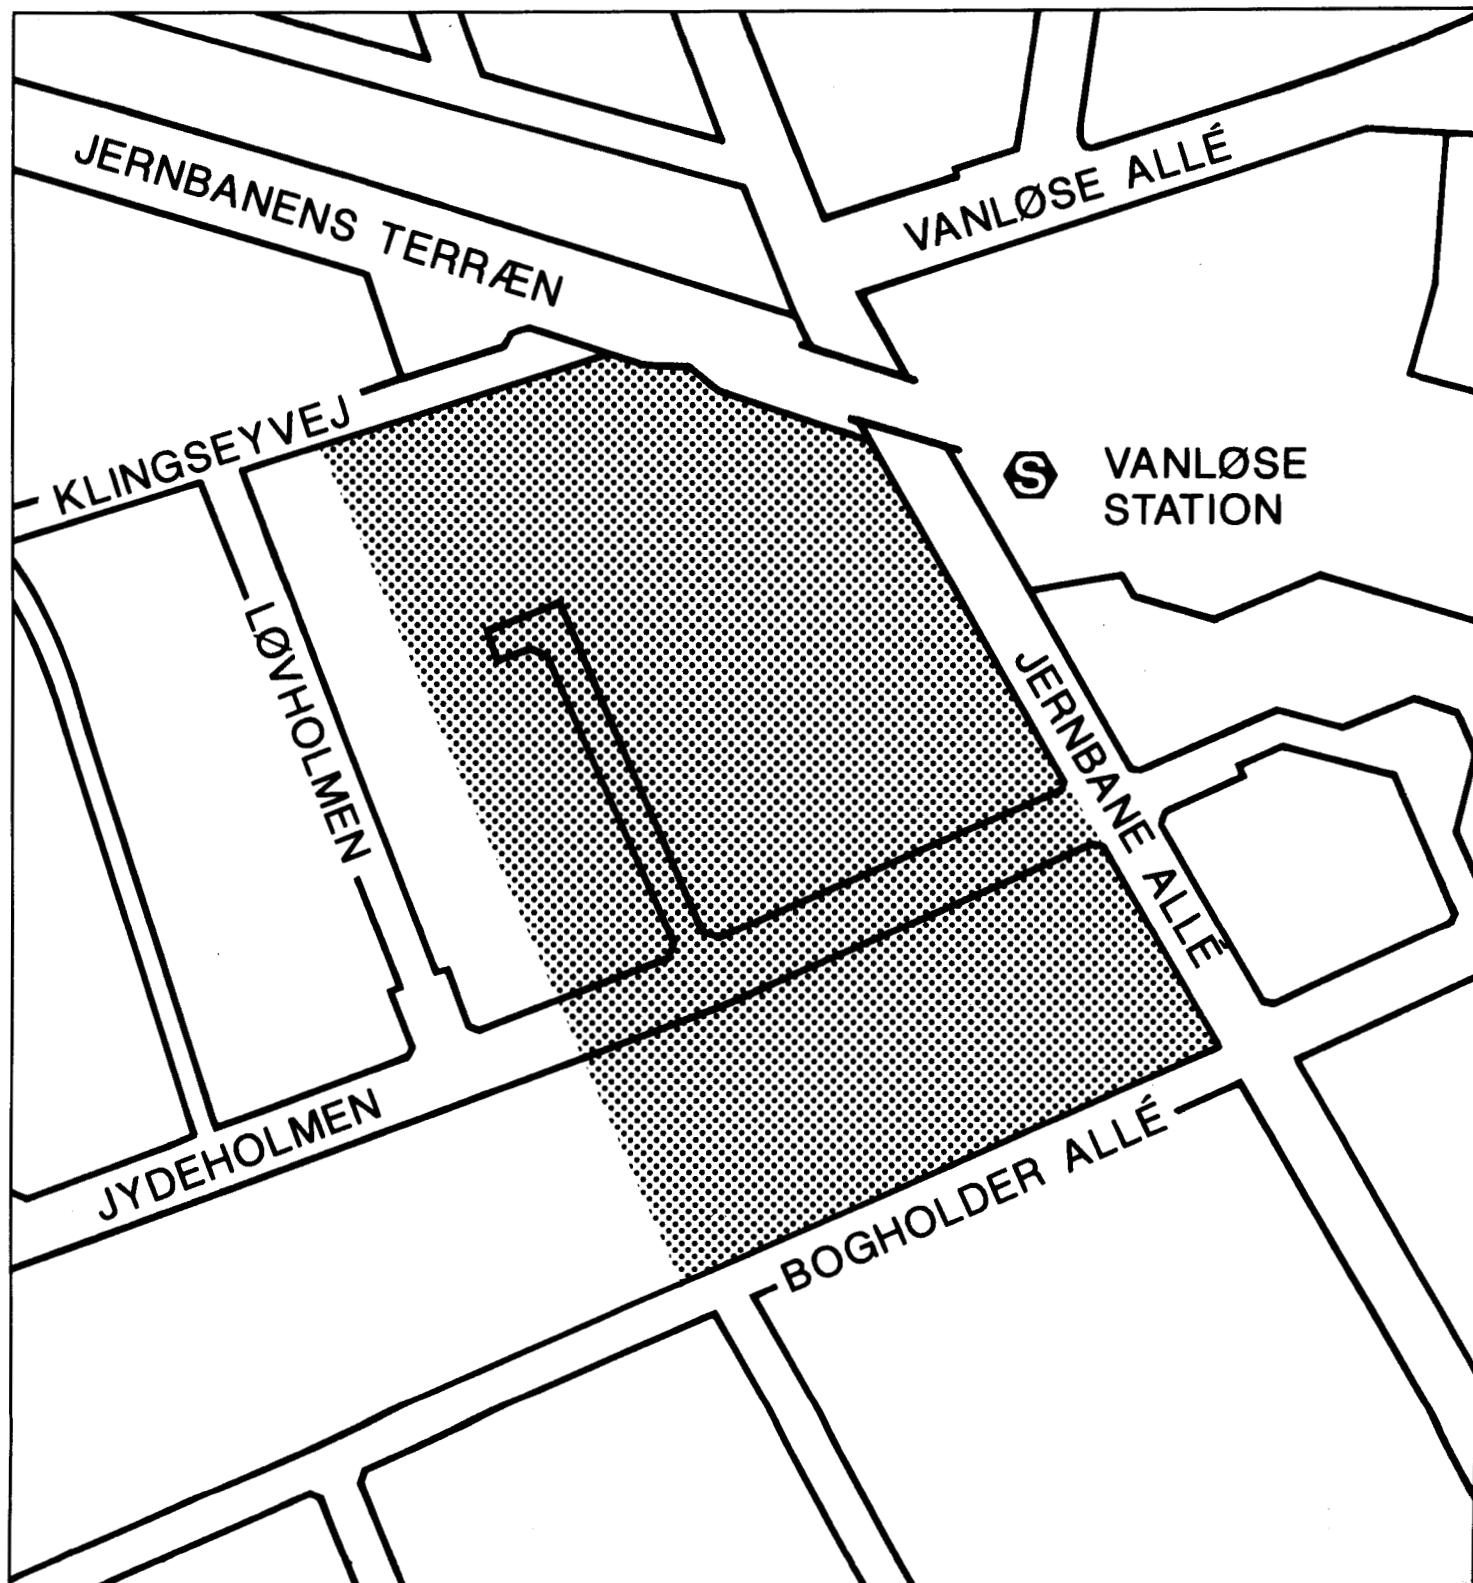 JERNBANENS TERRÆN
VANLØSE ALLÉ
KLINGSEYVEJ
S
VANLØSE
STATION
LØVHOLMEN
JERNBANE ALLÉ
JYDEHOLMEN
BOGHOLDER ALLÉ